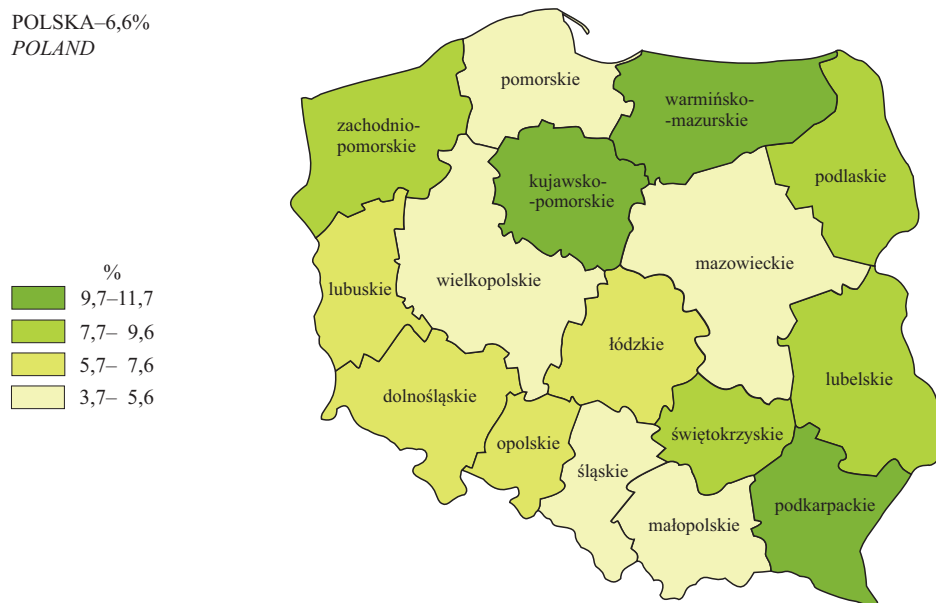 POLSKA–6,6%
POLAND
pomorskie
warmińsko-
-mazurskie
zachodnio-
pomorskie
podlaskie
kujawsko-
-pomorskie
mazowieckie
%
wielkopolskie
lubuskie
9,7–11,7
7,7– 9,6
łódzkie
5,7– 7,6
lubelskie
3,7– 5,6
dolnośląskie
świętokrzyskie
opolskie
śląskie
małopolskie
podkarpackie